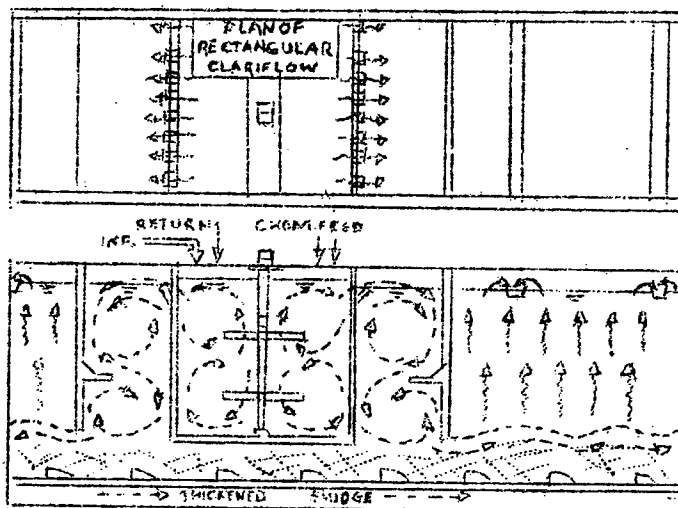 PLAN OF
RECTANGULAR
CLARIFLOW
RETURN
CHEM. FEED
INF.
THICKENED SLUDGE